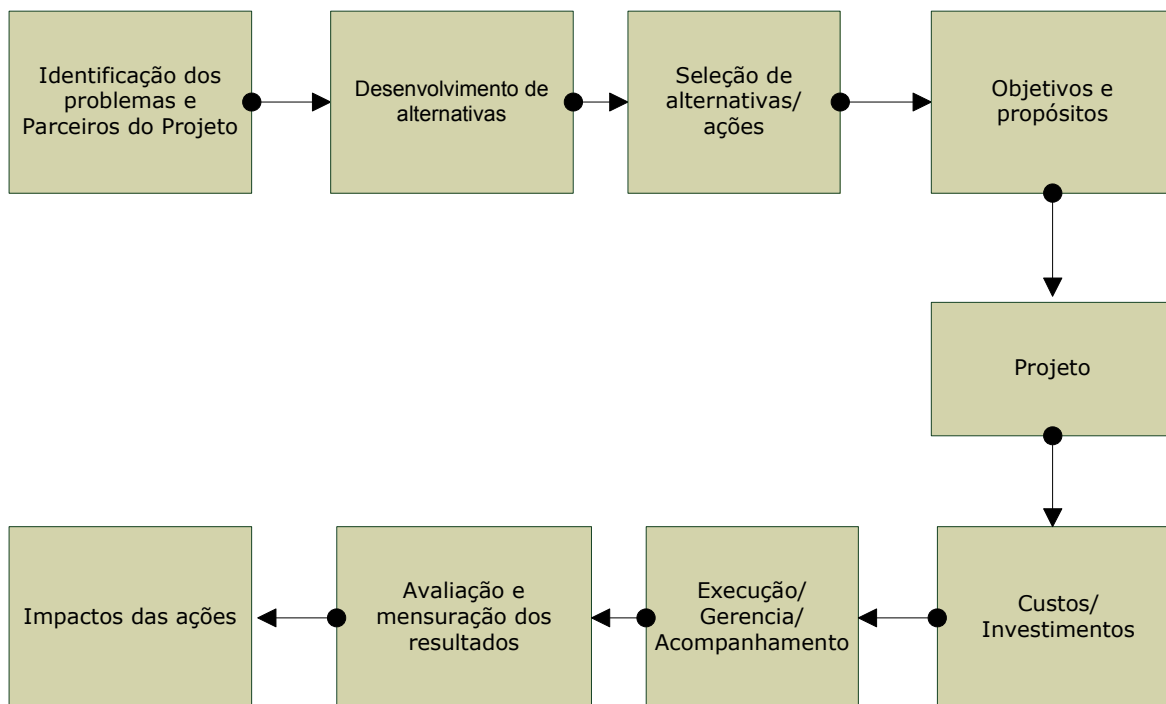 Identificação dos
problemas e
Parceiros do Projeto
Desenvolvimento de
alternativas
Seleção de
alternativas/
ações
Objetivos e
propósitos
Projeto
Custos/
Investimentos
Execução/
Gerencia/
Acompanhamento
Avaliação e
mensuração dos
resultados
Impactos das ações